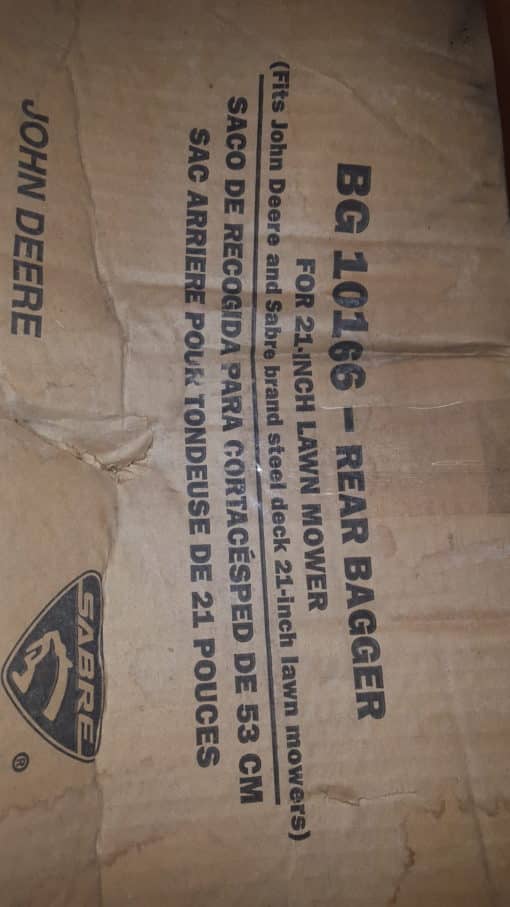 BG 10166 – REAR BAGGER
FOR 21-INCH LAWN MOWER
(Fits John Deere and Sabre brand steel deck 21-inch lawn mowers)
SACO DE RECOGIDA PARA CORTACÉSPED DE 53 CM
SAC ARRIERE POUR TONDEUSE DE 21 POUCES
JOHN DEERE
SABRE
®